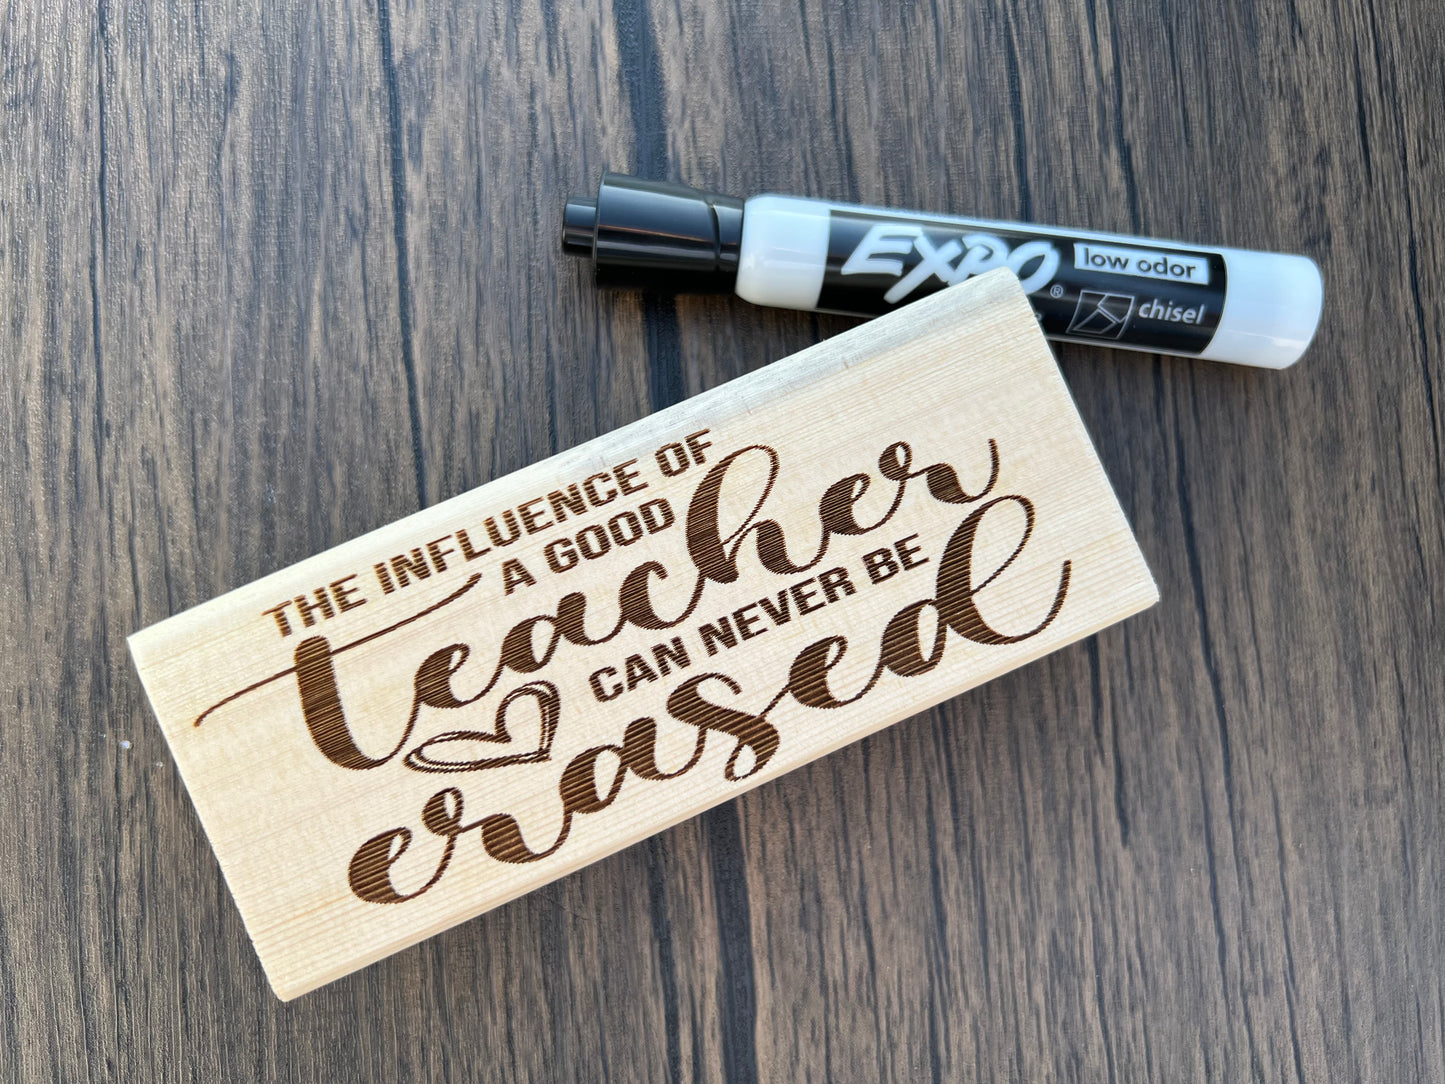 EXPO
®
low odor
chisel
THE INFLUENCE OF
A GOOD
teacher
CAN NEVER BE
erased